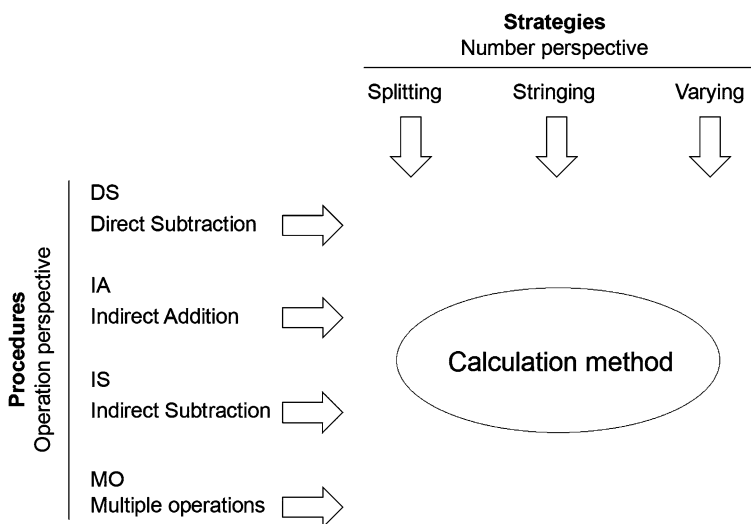 Strategies
Number perspective
Splitting
Stringing
Varying
Procedures
Operation perspective
DS
Direct Subtraction
IA
Indirect Addition
IS
Indirect Subtraction
MO
Multiple operations
Calculation method